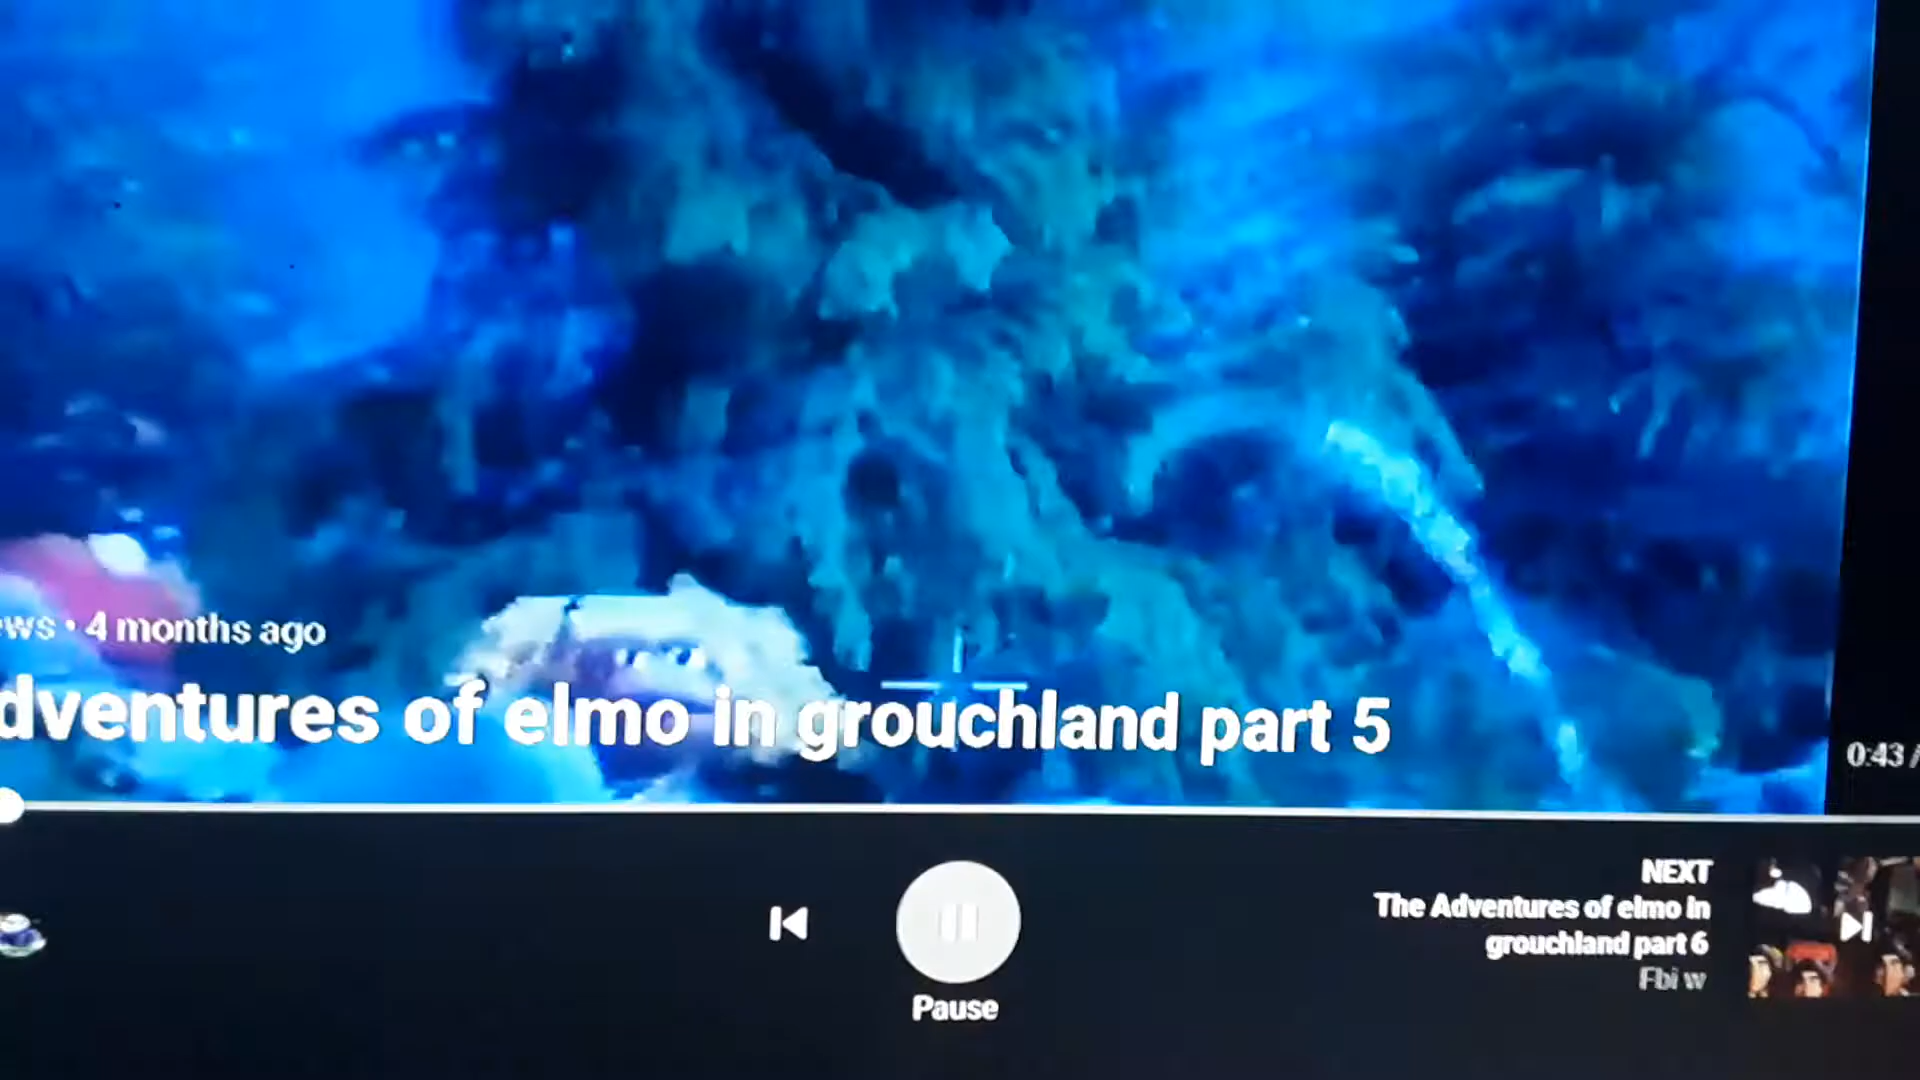 ews • 4 months ago
dventures of elmo in grouchland part 5
0:43 /
NEXT
The Adventures of elmo in
grouchland part 6
Fbi w
Pause